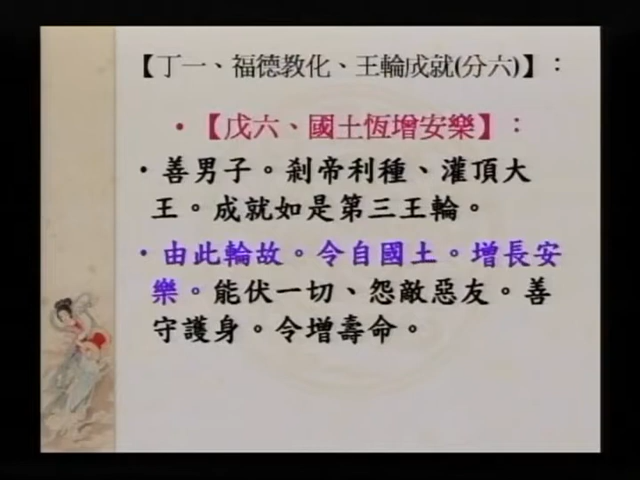 【丁一、福德教化、王輪成就(分六)】：
•【戊六、國土恆增安樂】：
• 善男子。剎帝利種、灌頂大
王。成就如是第三王輪。
• 由此輪故。令自國土。增長安
樂。能伏一切、怨敵惡友。善
守護身。令增壽命。